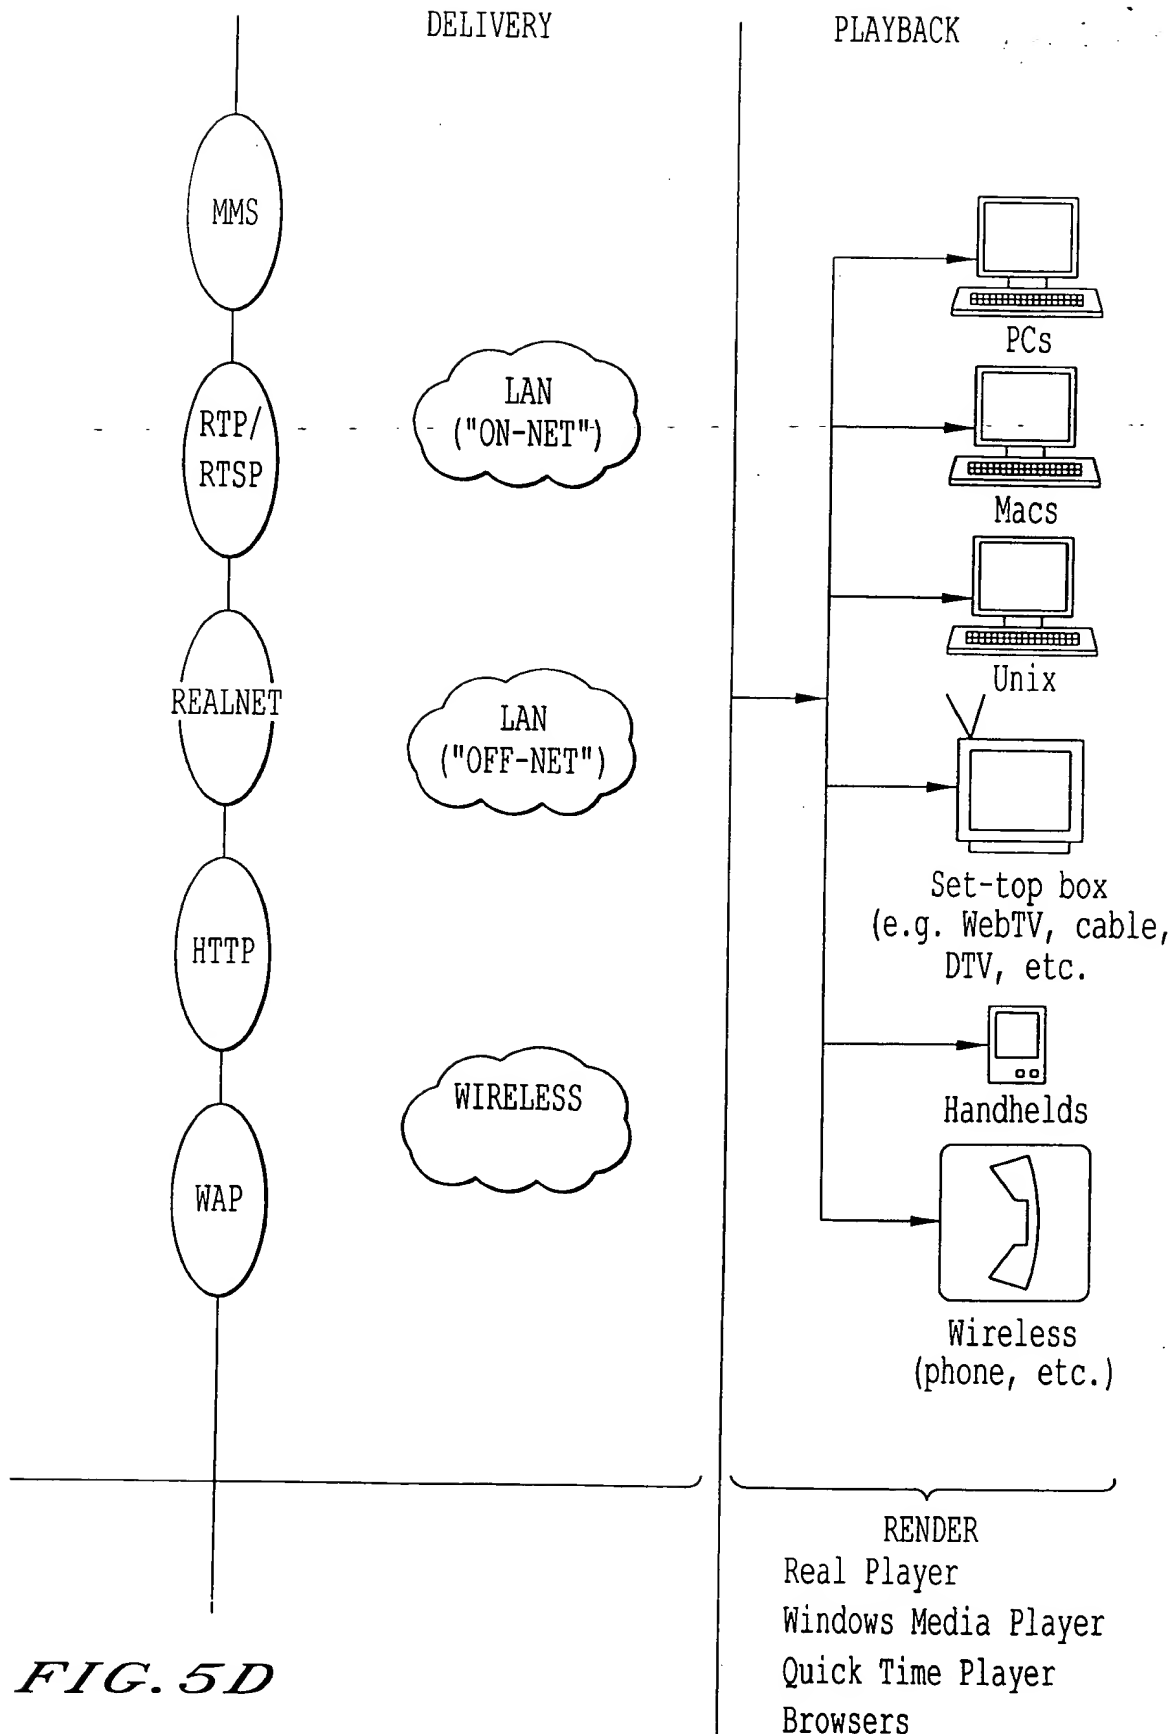 DELIVERY
PLAYBACK
MMS
RTP/
RTSP
REALNET
HTTP
WAP
LAN
("ON-NET")
LAN
("OFF-NET")
WIRELESS
PCs
Macs
Unix
Set-top box
(e.g. WebTV, cable,
DTV, etc.
Handhelds
Wireless
(phone, etc.)
RENDER
Real Player
Windows Media Player
Quick Time Player
Browsers
FIG. 5D